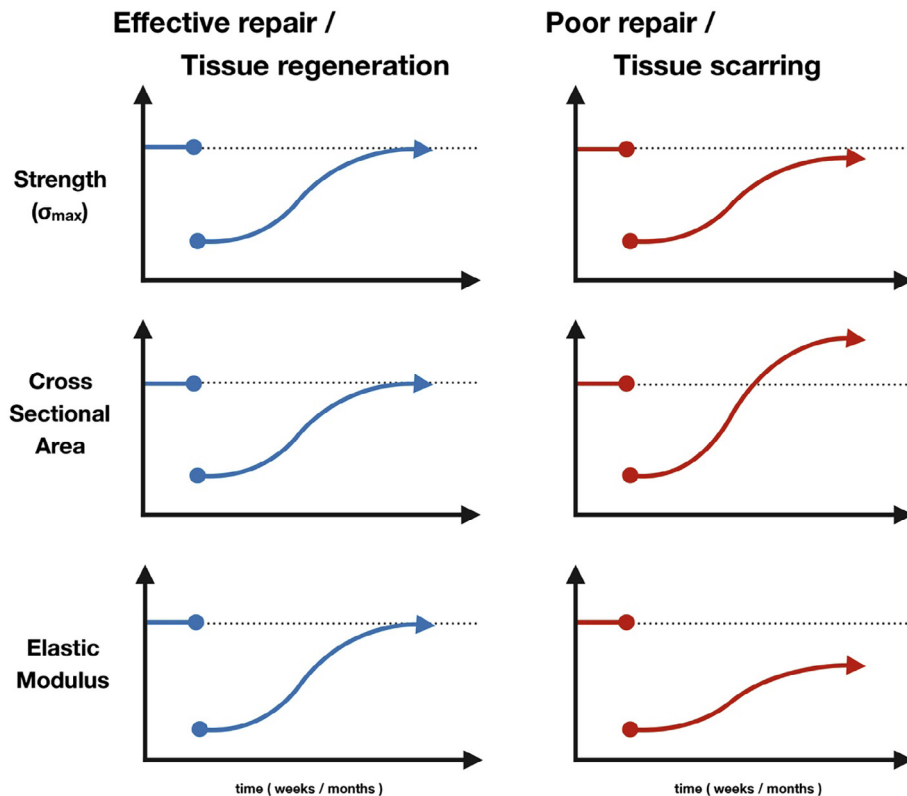 Effective repair /
Tissue regeneration
Poor repair /
Tissue scarring
Strength
(σmax)
Cross
Sectional
Area
Elastic
Modulus
time ( weeks / months )
time ( weeks / months )